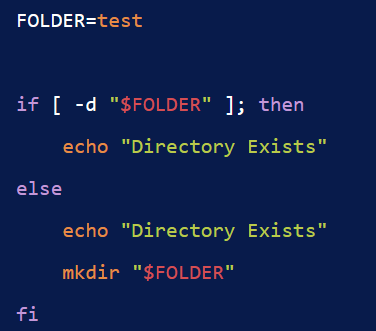 FOLDER=test
if [ -d "$FOLDER" ]; then
    echo "Directory Exists"
else
    echo "Directory Exists"
    mkdir "$FOLDER"
fi